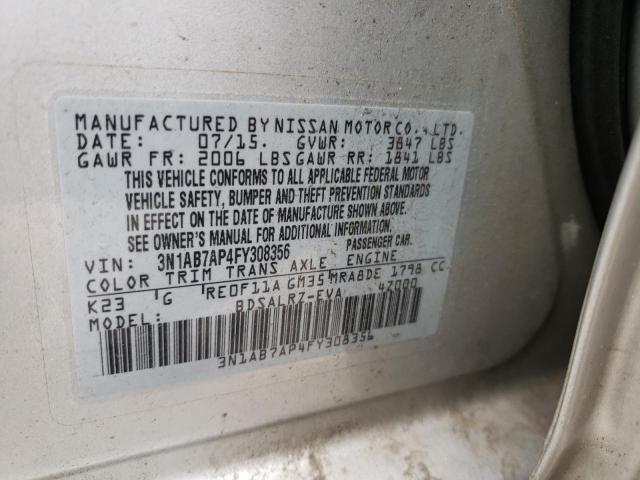 MANUFACTURED BY NISSAN MOTOR CO., LTD.
DATE: 07/15. GVWR: 3847 LBS
GAWR FR: 2006 LBS GAWR RR: 1841 LBS
THIS VEHICLE CONFORMS TO ALL APPLICABLE FEDERAL MOTOR
VEHICLE SAFETY, BUMPER AND THEFT PREVENTION STANDARDS
IN EFFECT ON THE DATE OF MANUFACTURE SHOWN ABOVE.
SEE OWNER'S MANUAL FOR ADDITIONAL INFORMATION.
VIN: 3N1AB7AP4FY308356 PASSENGER CAR.
COLOR TRIM TRANS AXLE ENGINE
K23 G RE0F11A GM35 MRA8DE 1798 CC
MODEL: BDSALRZ-EVA 47000
3N1AB7AP4FY308356